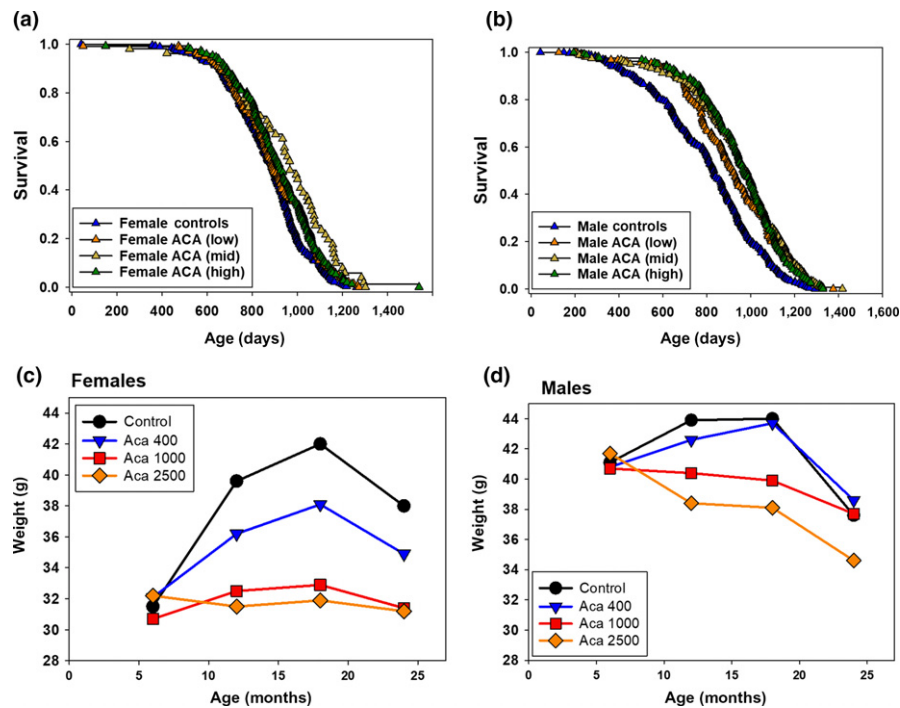 (a)
1.0
0.8
0.6
0.4
0.2
0.0
Survival
Female controls
Female ACA (low)
Female ACA (mid)
Female ACA (high)
0 200 400 600 800 1,000 1,200 1,400
Age (days)
(b)
1.0
0.8
0.6
0.4
0.2
0.0
Survival
Male controls
Male ACA (low)
Male ACA (mid)
Male ACA (high)
0 200 400 600 800 1,000 1,200 1,400 1,600
Age (days)
(c) Females
44
42
40
38
36
34
32
30
28
Weight (g)
Control
Aca 400
Aca 1000
Aca 2500
0 5 10 15 20 25
Age (months)
(d) Males
44
42
40
38
36
34
32
30
28
Weight (g)
Control
Aca 400
Aca 1000
Aca 2500
0 5 10 15 20 25
Age (months)